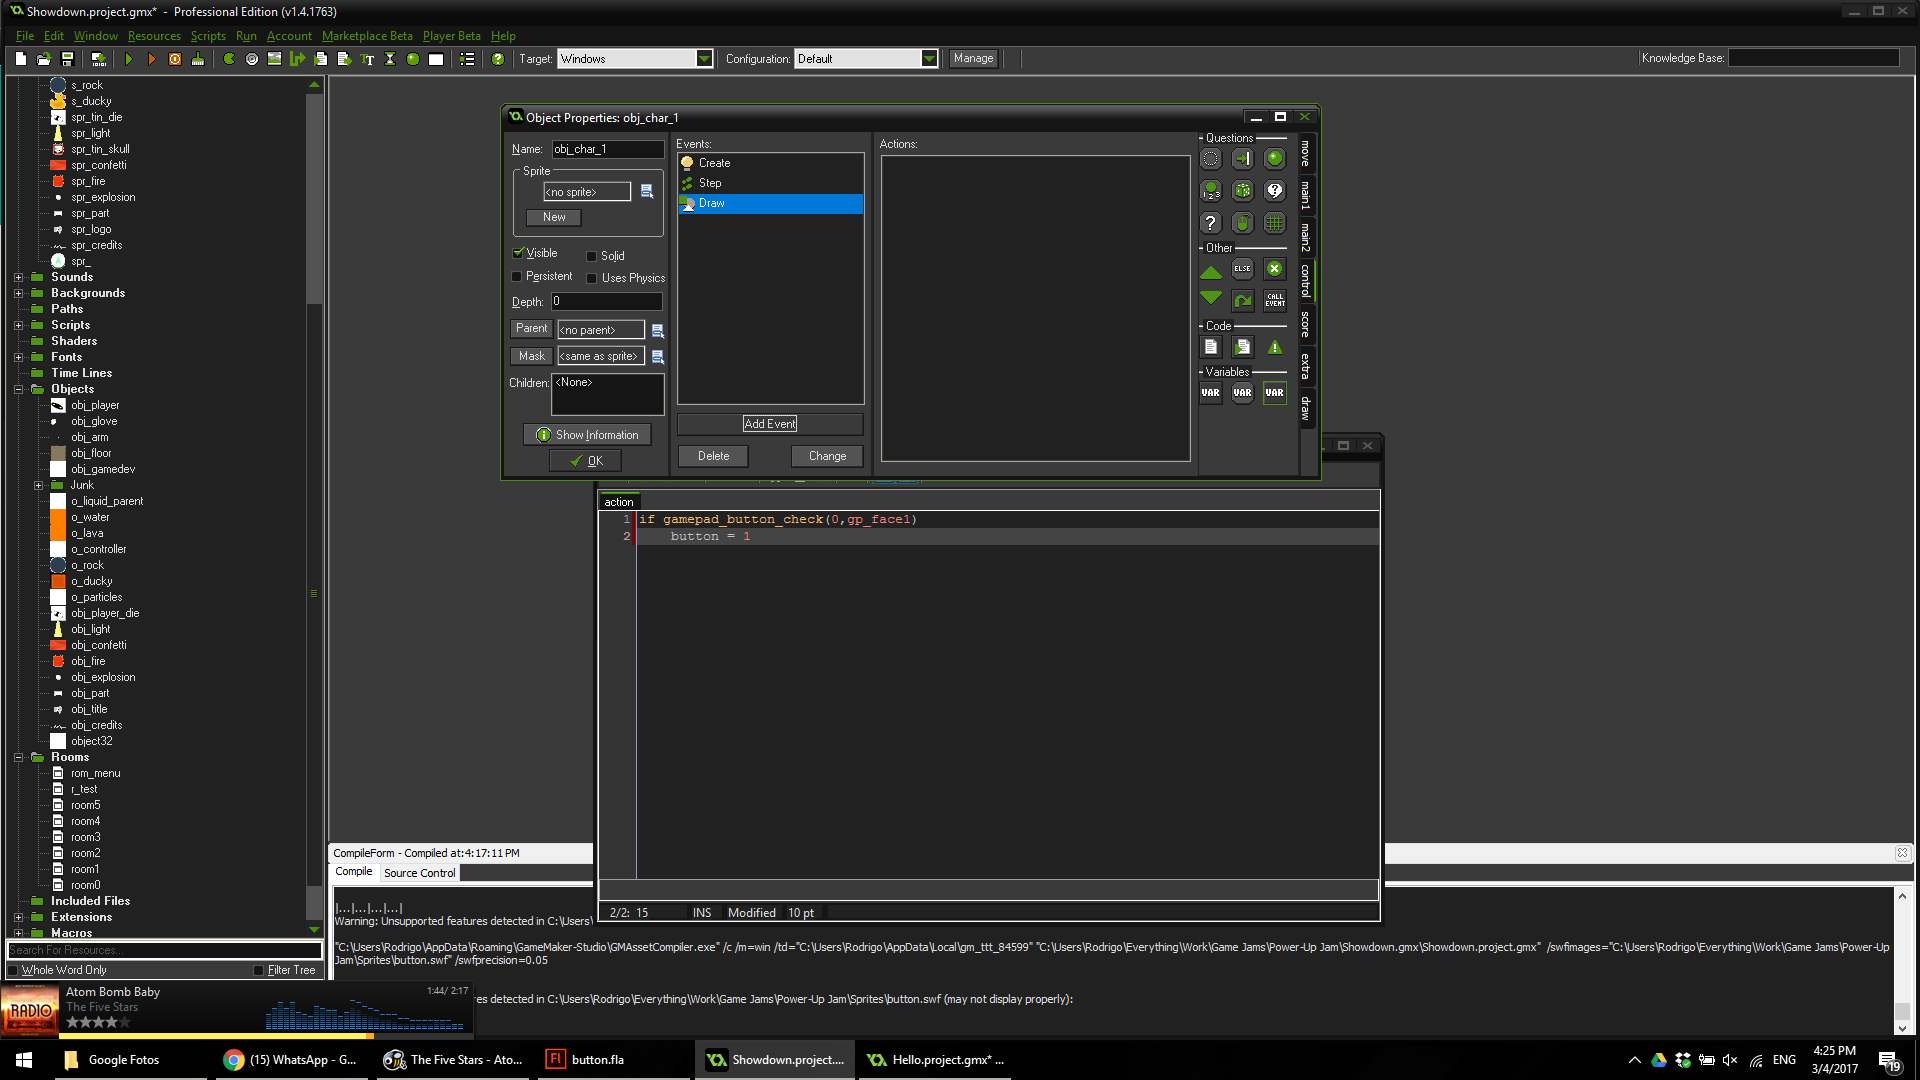 Showdown.project.gmx* - Professional Edition (v1.4.1763)
File Edit Window Resources Scripts Run Account Marketplace Beta Player Beta Help
Target: Windows Configuration: Default Manage Knowledge Base:
s_rock
s_ducky
spr_tin_die
spr_light
spr_tin_skull
spr_confetti
spr_fire
spr_explosion
spr_part
spr_logo
spr_credits
spr_
Sounds
Backgrounds
Paths
Scripts
Shaders
Fonts
Time Lines
Objects
obj_player
obj_glove
obj_arm
obj_floor
obj_gamedev
Junk
o_liquid_parent
o_water
o_lava
o_controller
o_rock
o_ducky
o_particles
obj_player_die
obj_light
obj_confetti
obj_fire
obj_explosion
obj_part
obj_title
obj_credits
object32
Rooms
rom_menu
r_test
room5
room4
room3
room2
room1
room0
Included Files
Extensions
Macros
Search For Resources...
Whole Word Only Filter Tree
Object Properties: obj_char_1
Name: obj_char_1
Sprite
<no sprite>
New
Visible Solid
Persistent Uses Physics
Depth: 0
Parent <no parent>
Mask <same as sprite>
Children: <None>
Show Information
OK
Events:
Create
Step
Draw
Add Event
Delete Change
Actions:
Questions
Other
ELSE
CALL EVENT
Code
Variables
VAR VAR VAR
move
main1
main2
control
score
extra
draw
action
1 if gamepad_button_check(0,gp_face1)
2 button = 1
2/2: 15 INS Modified 10 pt
CompileForm - Compiled at:4:17:11 PM
Compile Source Control
|...|...|...|...|
Warning: Unsupported features detected in C:\Users\
"C:\Users\Rodrigo\AppData\Roaming\GameMaker-Studio\GMAssetCompiler.exe" /c /m=win /td="C:\Users\Rodrigo\AppData\Local\gm_ttt_84599" "C:\Users\Rodrigo\Everything\Work\Game Jams\Power-Up Jam\Showdown.gmx\Showdown.project.gmx" /swfimages="C:\Users\Rodrigo\Everything\Work\Game Jams\Power-Up
Jam\Sprites\button.swf" /swfprecision=0.05
res detected in C:\Users\Rodrigo\Everything\Work\Game Jams\Power-Up Jam\Sprites\button.swf (may not display properly):
RADIO
Atom Bomb Baby 1:44/ 2:17
The Five Stars
Google Fotos
(15) WhatsApp - G...
The Five Stars - Ato...
Fl button.fla
Showdown.project....
Hello.project.gmx* ...
ENG
4:25 PM
3/4/2017
19